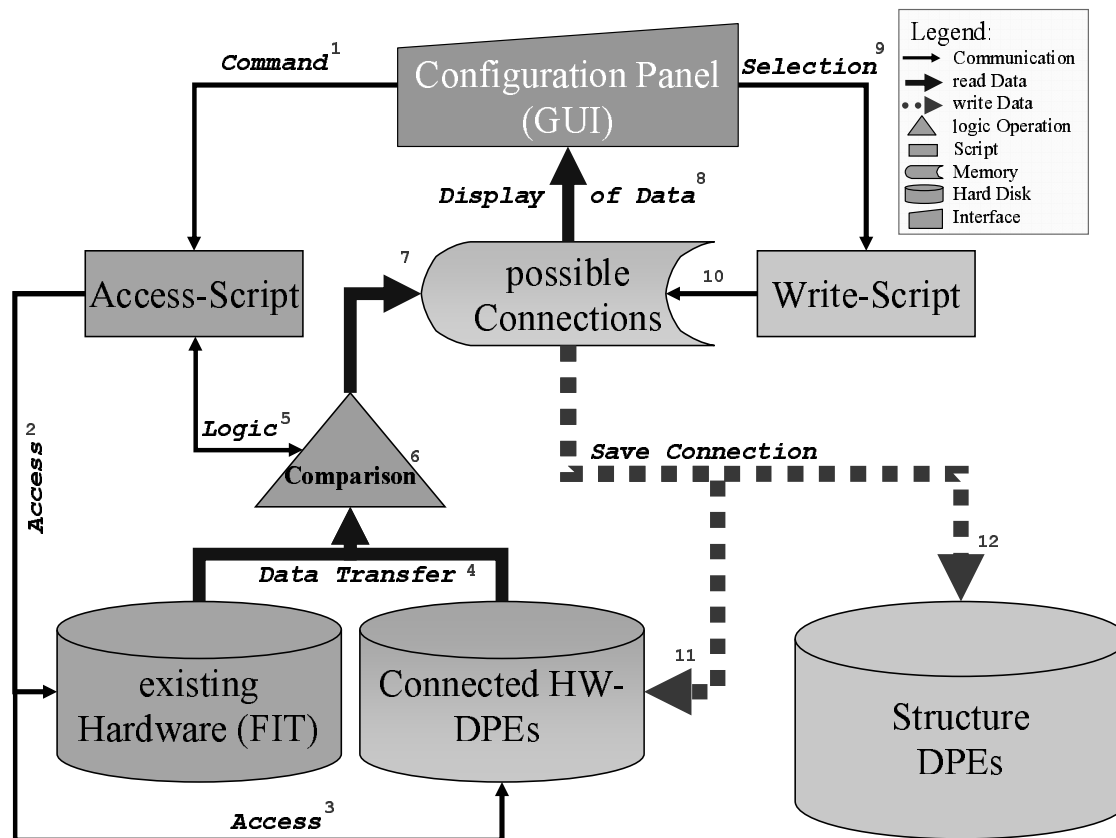 Command 1
Configuration Panel
(GUI)
Selection 9
Legend:
Communication
read Data
write Data
logic Operation
Script
Memory
Hard Disk
Interface
Display of Data 8
7
Access-Script
possible
Connections
10
Write-Script
Access 2
Logic 5
Comparison 6
Save Connection
Data Transfer 4
12
11
existing
Hardware (FIT)
Connected HW-
DPEs
Structure
DPEs
Access 3